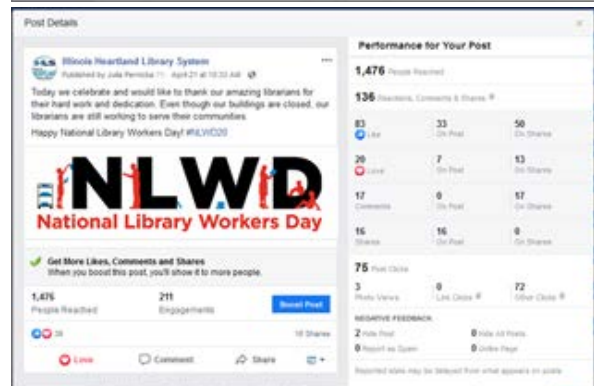 Post Details
Illinois Heartland Library System
Published by Julie Pernicka · April 21 at 10:33 AM ·
Today we celebrate and would like to thank our amazing librarians for
their hard work and dedication. Even though our buildings are closed, our
librarians are still working to serve their communities.
Happy National Library Workers Day! #NLWD20
NLWD
National Library Workers Day
Get More Likes, Comments and Shares
When you boost this post, you'll show it to more people.
1,476 211
People Reached Engagements
Boost Post
16 Shares
Love Comment Share
Performance for Your Post
1,476 People Reached
136 Reactions, Comments & Shares
83 33 50
Like On Post On Shares
20 7 13
Love On Post On Shares
17 0 17
Comments On Post On Shares
16 16 0
Shares On Post On Shares
75 Post Clicks
3 0 72
Photo Views Link Clicks Other Clicks
NEGATIVE FEEDBACK
2 Hide Post 0 Hide All Posts
0 Report as Spam 0 Unlike Page
Reported stats may be delayed from what appears on posts